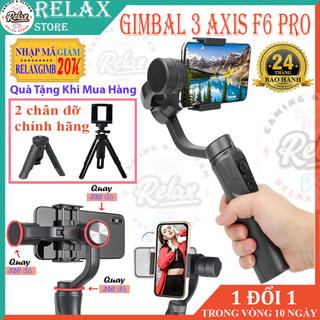 RELAX
STORE
GIMBAL 3 AXIS F6 PRO
NHẬP MÃ GIẢM
RELAXGIMB
20%
24
THÁNG
BẢO HÀNH
Quà Tặng Khi Mua Hàng
2 chân đỡ
chính hãng
Relax
Quay
320 độ
Quay
320 độ
Quay
320 độ
1 ĐỔI 1
TRONG VÒNG 10 NGÀY